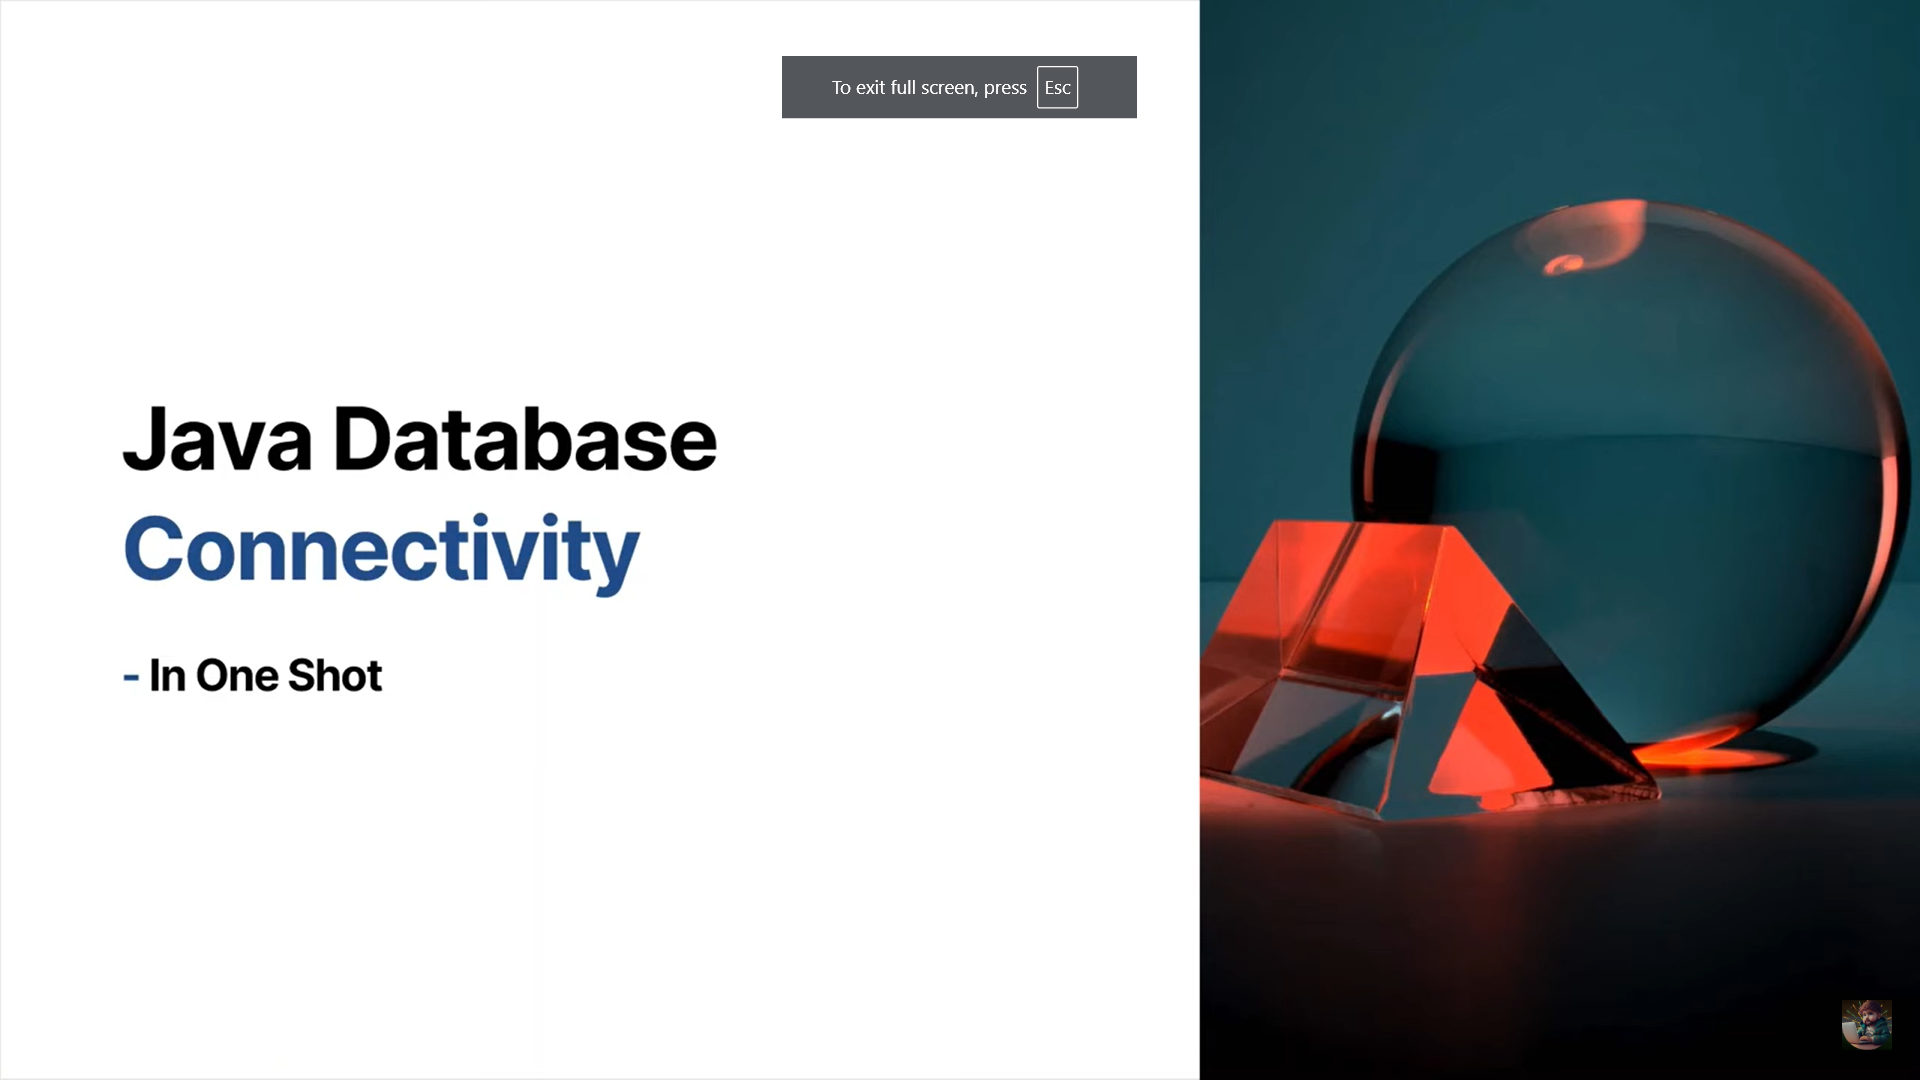 To exit full screen, press Esc
Java Database
Connectivity
- In One Shot